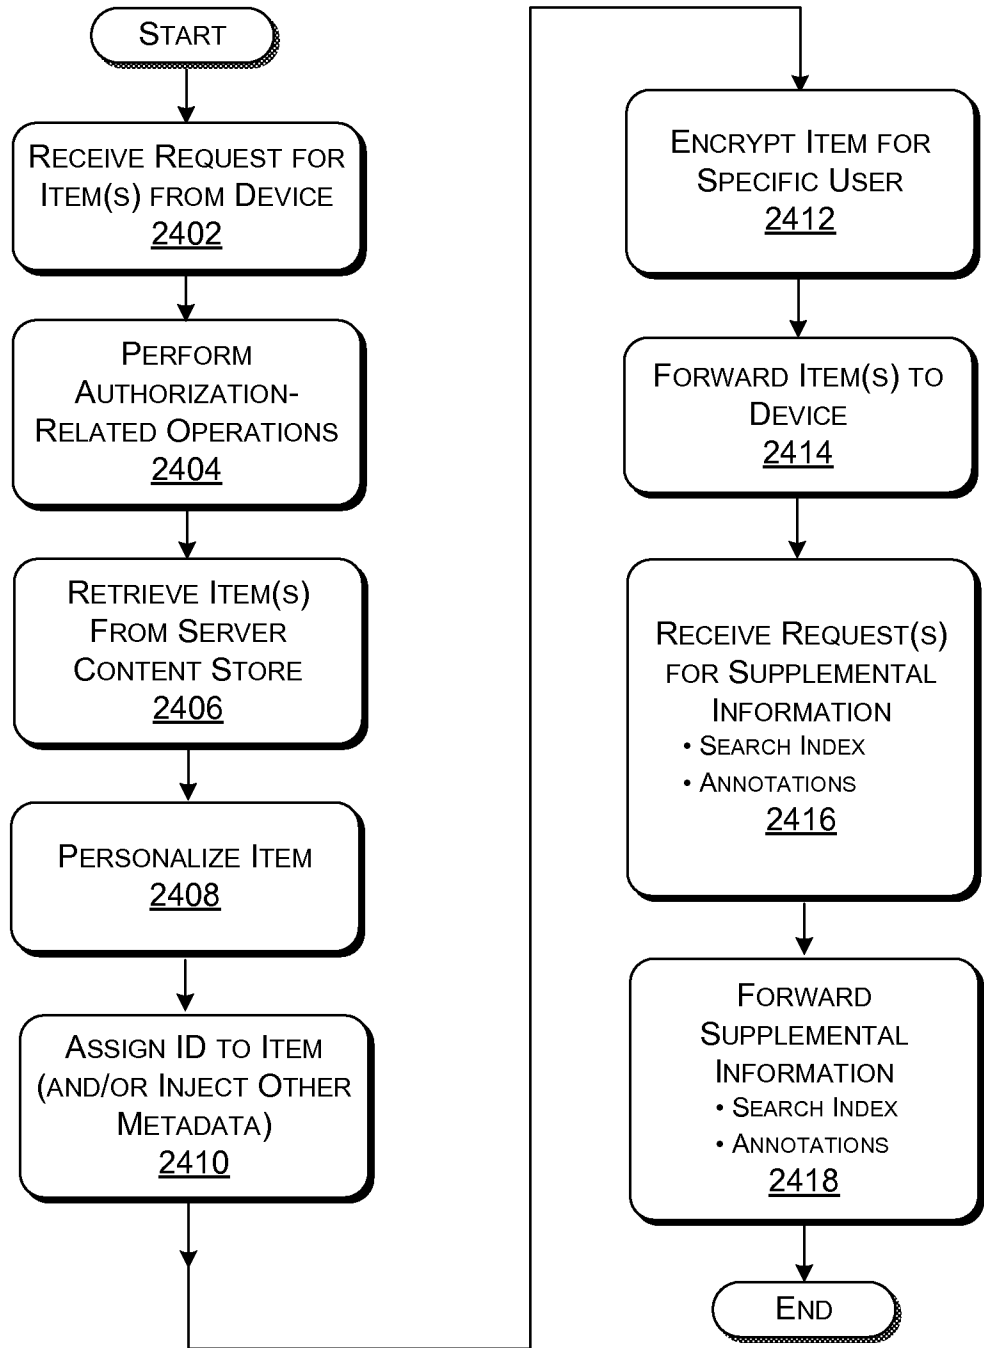 START
RECEIVE REQUEST FOR
ITEM(S) FROM DEVICE
2402
PERFORM
AUTHORIZATION-
RELATED OPERATIONS
2404
RETRIEVE ITEM(S)
FROM SERVER
CONTENT STORE
2406
PERSONALIZE ITEM
2408
ASSIGN ID TO ITEM
(AND/OR INJECT OTHER
METADATA)
2410
ENCRYPT ITEM FOR
SPECIFIC USER
2412
FORWARD ITEM(S) TO
DEVICE
2414
RECEIVE REQUEST(S)
FOR SUPPLEMENTAL
INFORMATION
• SEARCH INDEX
• ANNOTATIONS
2416
FORWARD
SUPPLEMENTAL
INFORMATION
• SEARCH INDEX
• ANNOTATIONS
2418
END